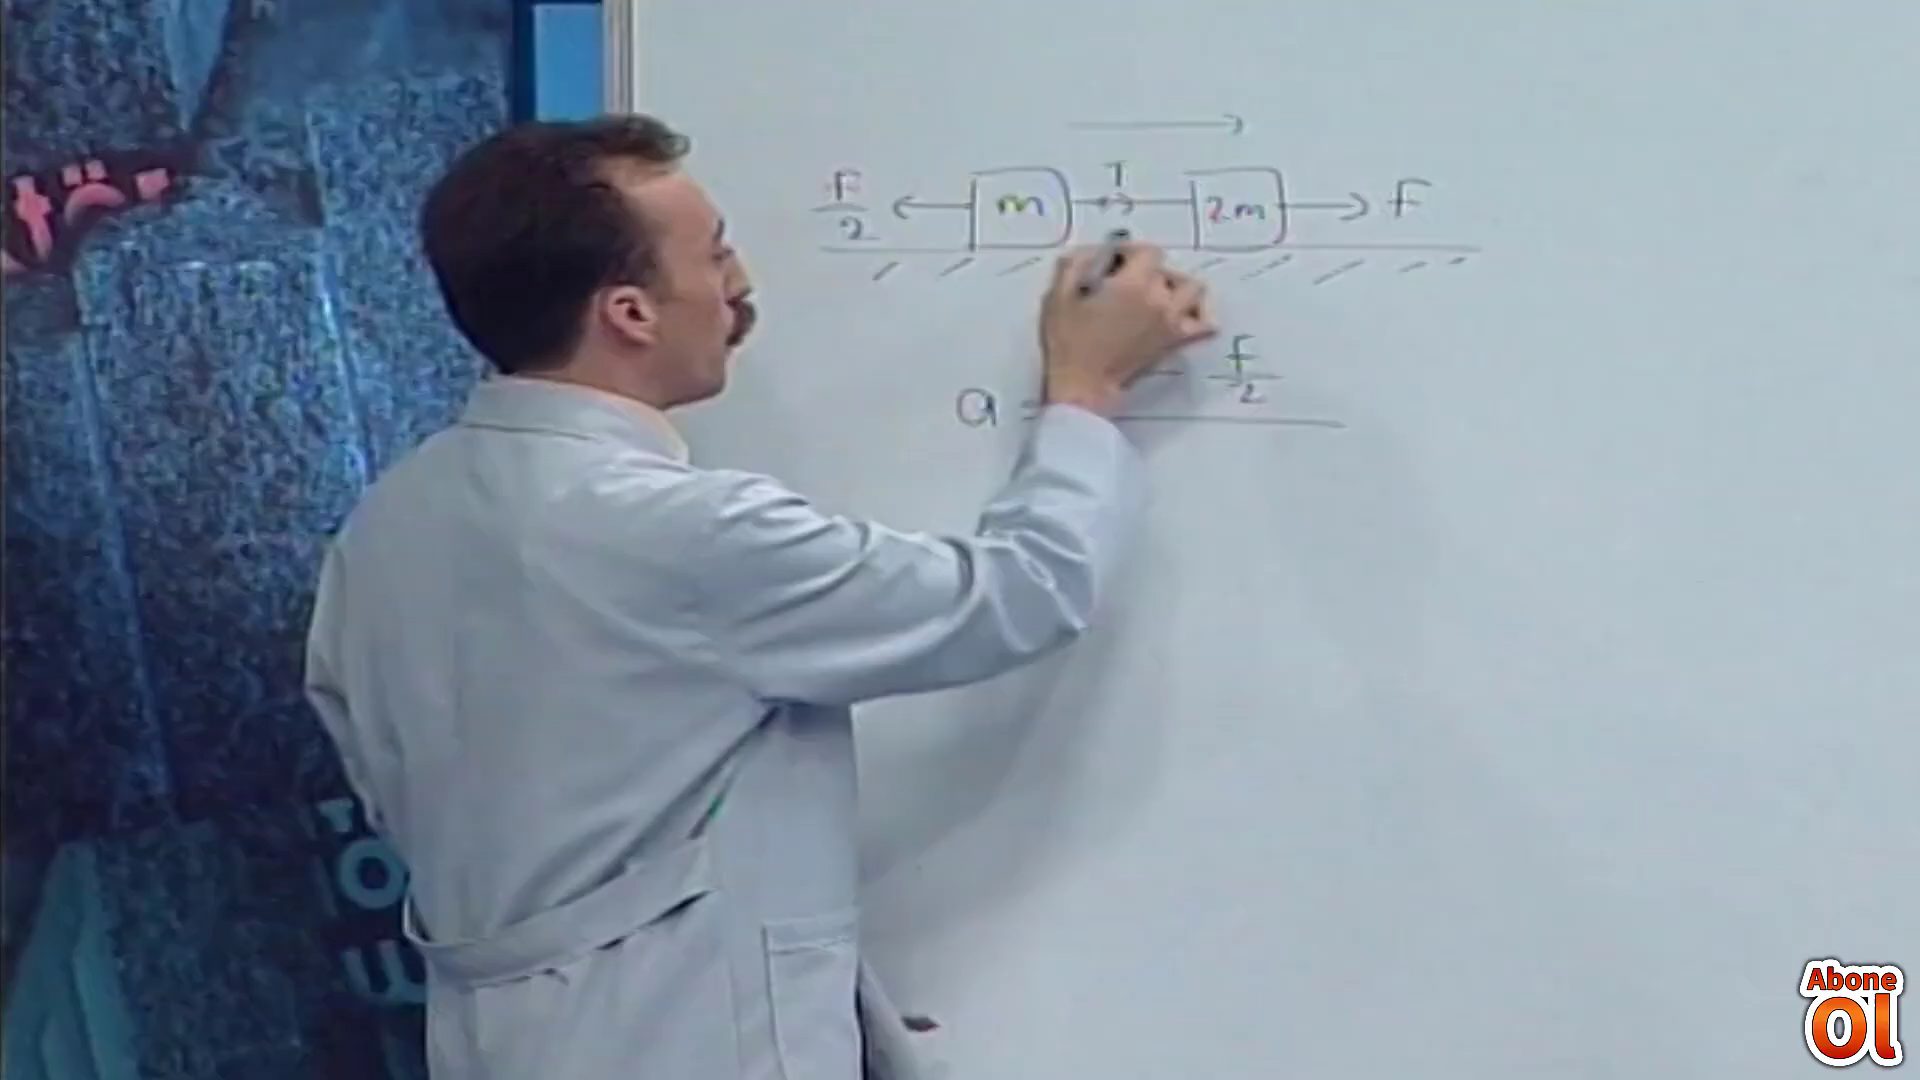 T
F/2 m 2m F
a = - F/2
Abone
Ol